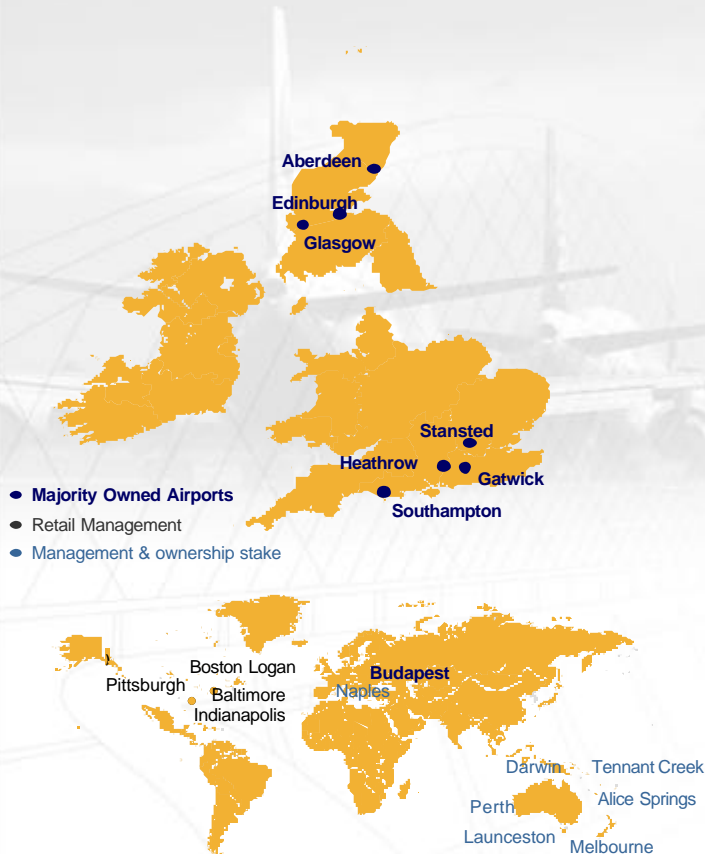 Aberdeen
Edinburgh
Glasgow
Stansted
Heathrow
Gatwick
Southampton
Majority Owned Airports
Retail Management
Management & ownership stake
Boston Logan
Pittsburgh
Baltimore
Indianapolis
Budapest
Naples
Darwin
Tennant Creek
Perth
Alice Springs
Launceston
Melbourne